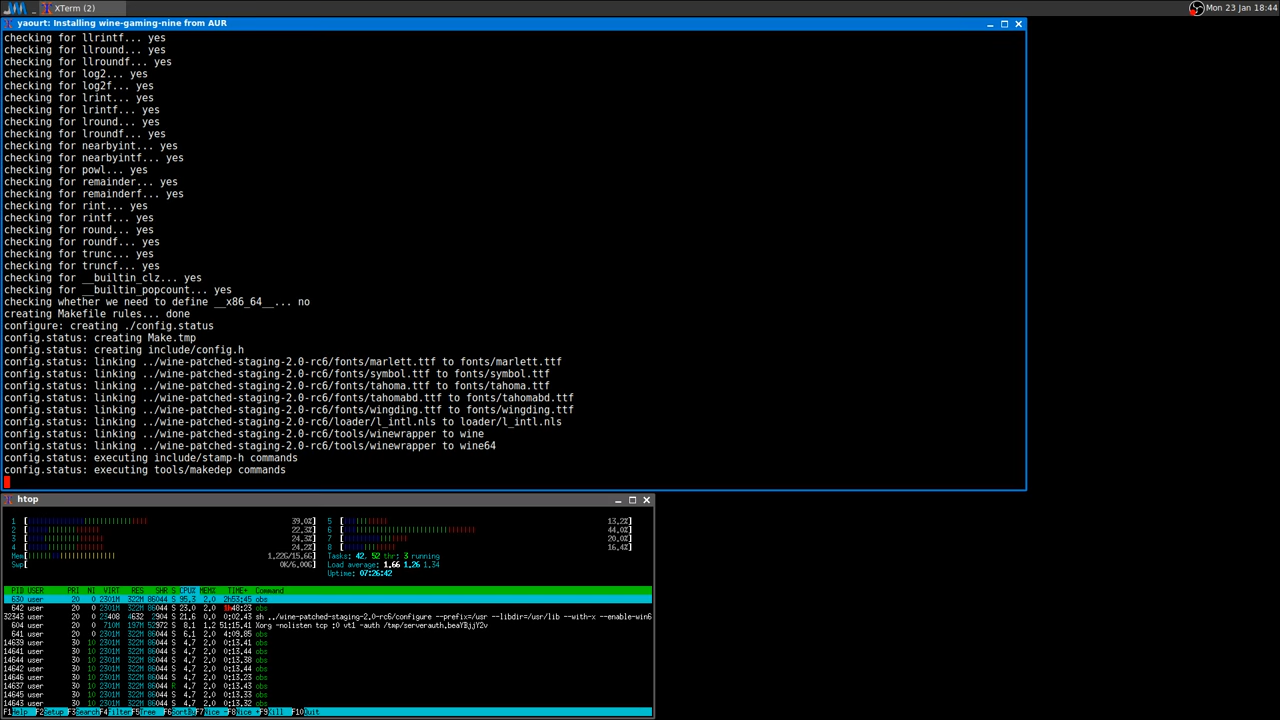 XTerm (2)
Mon 23 Jan 18:44
yaourt: Installing wine-gaming-nine from AUR
checking for llrintf... yes
checking for llround... yes
checking for llroundf... yes
checking for log2... yes
checking for log2f... yes
checking for lrint... yes
checking for lrintf... yes
checking for lround... yes
checking for lroundf... yes
checking for nearbyint... yes
checking for nearbyintf... yes
checking for powl... yes
checking for remainder... yes
checking for remainderf... yes
checking for rint... yes
checking for rintf... yes
checking for round... yes
checking for roundf... yes
checking for trunc... yes
checking for truncf... yes
checking for __builtin_clz... yes
checking for __builtin_popcount... yes
checking whether we need to define __x86_64__... no
creating Makefile rules... done
configure: creating ./config.status
config.status: creating Make.tmp
config.status: creating include/config.h
config.status: linking ../wine-patched-staging-2.0-rc6/fonts/marlett.ttf to fonts/marlett.ttf
config.status: linking ../wine-patched-staging-2.0-rc6/fonts/symbol.ttf to fonts/symbol.ttf
config.status: linking ../wine-patched-staging-2.0-rc6/fonts/tahoma.ttf to fonts/tahoma.ttf
config.status: linking ../wine-patched-staging-2.0-rc6/fonts/tahomabd.ttf to fonts/tahomabd.ttf
config.status: linking ../wine-patched-staging-2.0-rc6/fonts/wingding.ttf to fonts/wingding.ttf
config.status: linking ../wine-patched-staging-2.0-rc6/loader/l_intl.nls to loader/l_intl.nls
config.status: linking ../wine-patched-staging-2.0-rc6/tools/winewrapper to wine
config.status: linking ../wine-patched-staging-2.0-rc6/tools/winewrapper to wine64
config.status: executing include/stamp-h commands
config.status: executing tools/makedep commands
htop
1 [ 39.0%] 5 [ 13.2%]
2 [ 22.3%] 6 [ 44.0%]
3 [ 24.3%] 7 [ 20.0%]
4 [ 24.2%] 8 [ 16.4%]
Mem[ 1.22G/15.6G] Tasks: 42, 52 thr; 3 running
Swp[ 0K/6.00G] Load average: 1.66 1.26 1.34
Uptime: 07:26:42
PID USER PRI NI VIRT RES SHR S CPU% MEM% TIME+ Command
630 user 20 0 2301M 322M 86044 S 95.3 2.0 2h53:45 obs
642 user 20 0 2301M 322M 86044 S 23.0 2.0 48:23 obs
32343 user 20 0 23408 4632 2904 S 21.6 0.0 0:02.43 sh ../wine-patched-staging-2.0-rc6/configure --prefix=/usr --libdir=/usr/lib --with-x --enable-win6
604 user 20 0 710M 197M 52972 S 8.1 1.2 51:15.41 Xorg -nolisten tcp :0 vt1 -auth
641 user 20 0 2301M 322M 86044 S 6.1 2.0 4:09.85 obs
14639 user 30 10 2301M 322M 86044 S 4.7 2.0 0:13.41 obs
14641 user 30 10 2301M 322M 86044 S 4.7 2.0 0:13.44 obs
14644 user 30 10 2301M 322M 86044 S 4.7 2.0 0:13.38 obs
14642 user 30 10 2301M 322M 86044 S 4.7 2.0 0:13.44 obs
14646 user 30 10 2301M 322M 86044 S 4.7 2.0 0:13.23 obs
14637 user 30 10 2301M 322M 86044 R 4.7 2.0 0:13.43 obs
14645 user 30 10 2301M 322M 86044 S 4.7 2.0 0:13.33 obs
14643 user 30 10 2301M 322M 86044 S 4.7 2.0 0:13.32 obs
F1Help F2Setup F3Search F4Filter F5Tree F6SortBy F7Nice - F8Nice + F9Kill F10Quit